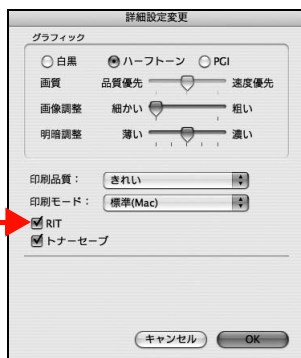 詳細設定変更
グラフィック
白黒 ハーフトーン PGI
画質 品質優先 速度優先
画像調整 細かい 粗い
明暗調整 薄い 濃い
印刷品質： きれい
印刷モード： 標準(Mac)
RIT
トナーセーブ
キャンセル OK